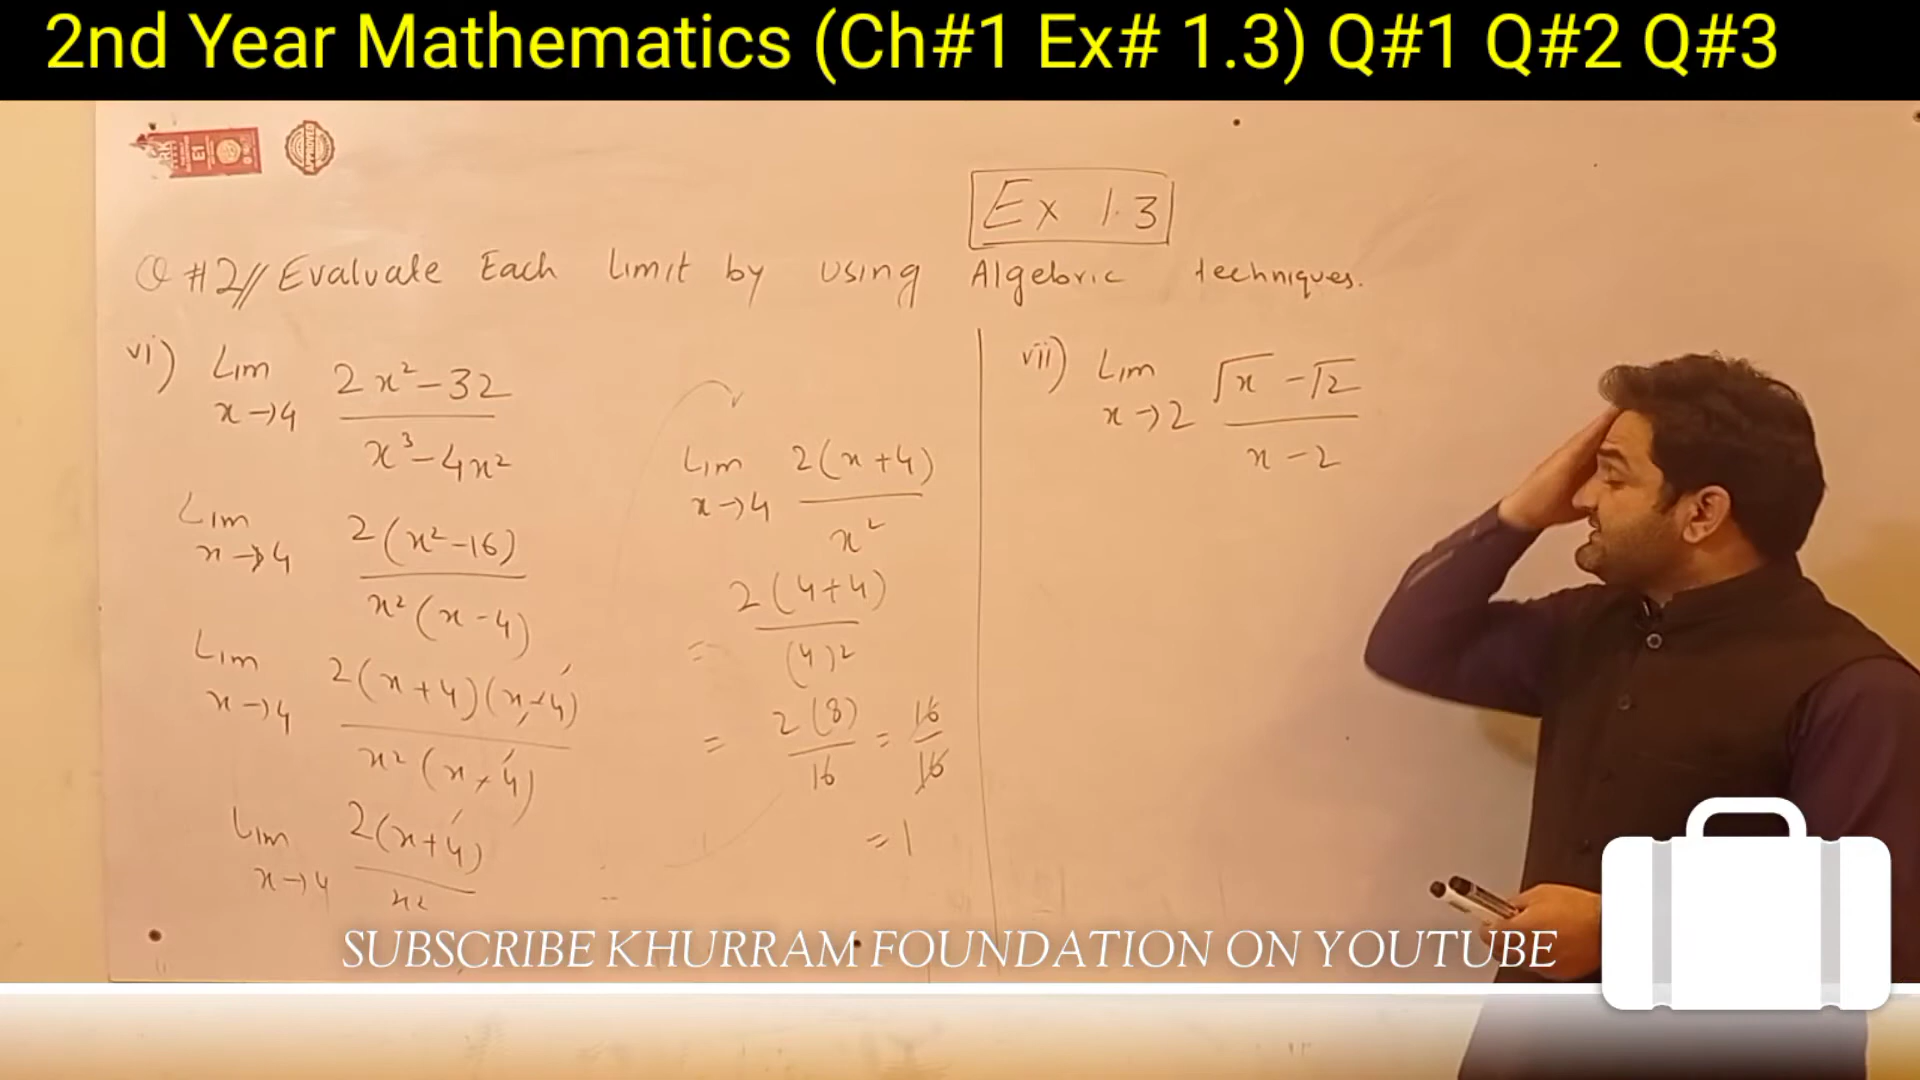 2nd Year Mathematics (Ch#1 Ex# 1.3) Q#1 Q#2 Q#3
E1
APPROVED
Ex 1.3
Q #2// Evaluate Each Limit by using Algebric techniques.
vi) Lim x→4 2x²-32 / x³-4x²
Lim x→4 2(x²-16) / x²(x-4)
Lim x→4 2(x+4)(x-4) / x²(x-4)
Lim x→4 2(x+4) / x²
Lim x→4 2(x+4) / x²
= 2(4+4) / (4)²
= 2(8) / 16 = 16 / 16
= 1
vii) Lim x→2 √x - √2 / x-2
SUBSCRIBE KHURRAM FOUNDATION ON YOUTUBE